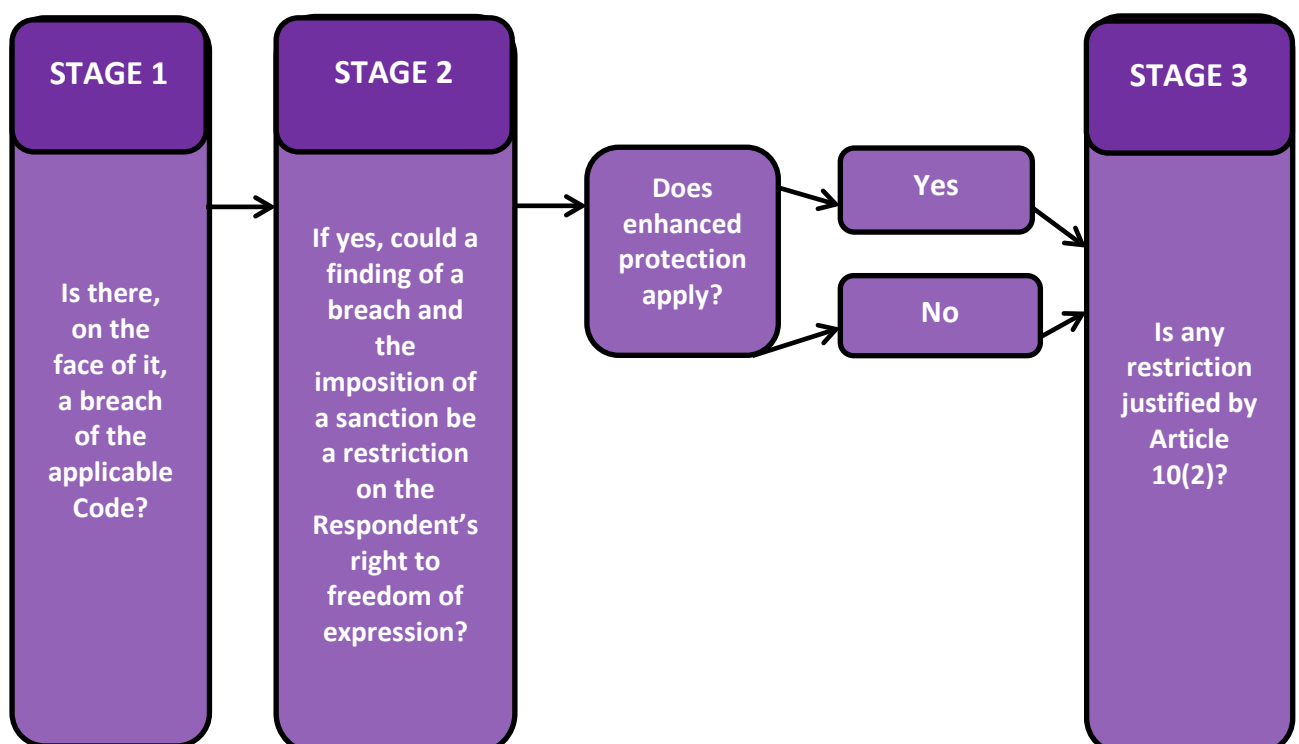 STAGE 1
Is there,
on the
face of it,
a breach
of the
applicable
Code?
STAGE 2
If yes, could a
finding of a
breach and
the
imposition of
a sanction be
a restriction
on the
Respondent’s
right to
freedom of
expression?
Does
enhanced
protection
apply?
Yes
No
STAGE 3
Is any
restriction
justified by
Article
10(2)?